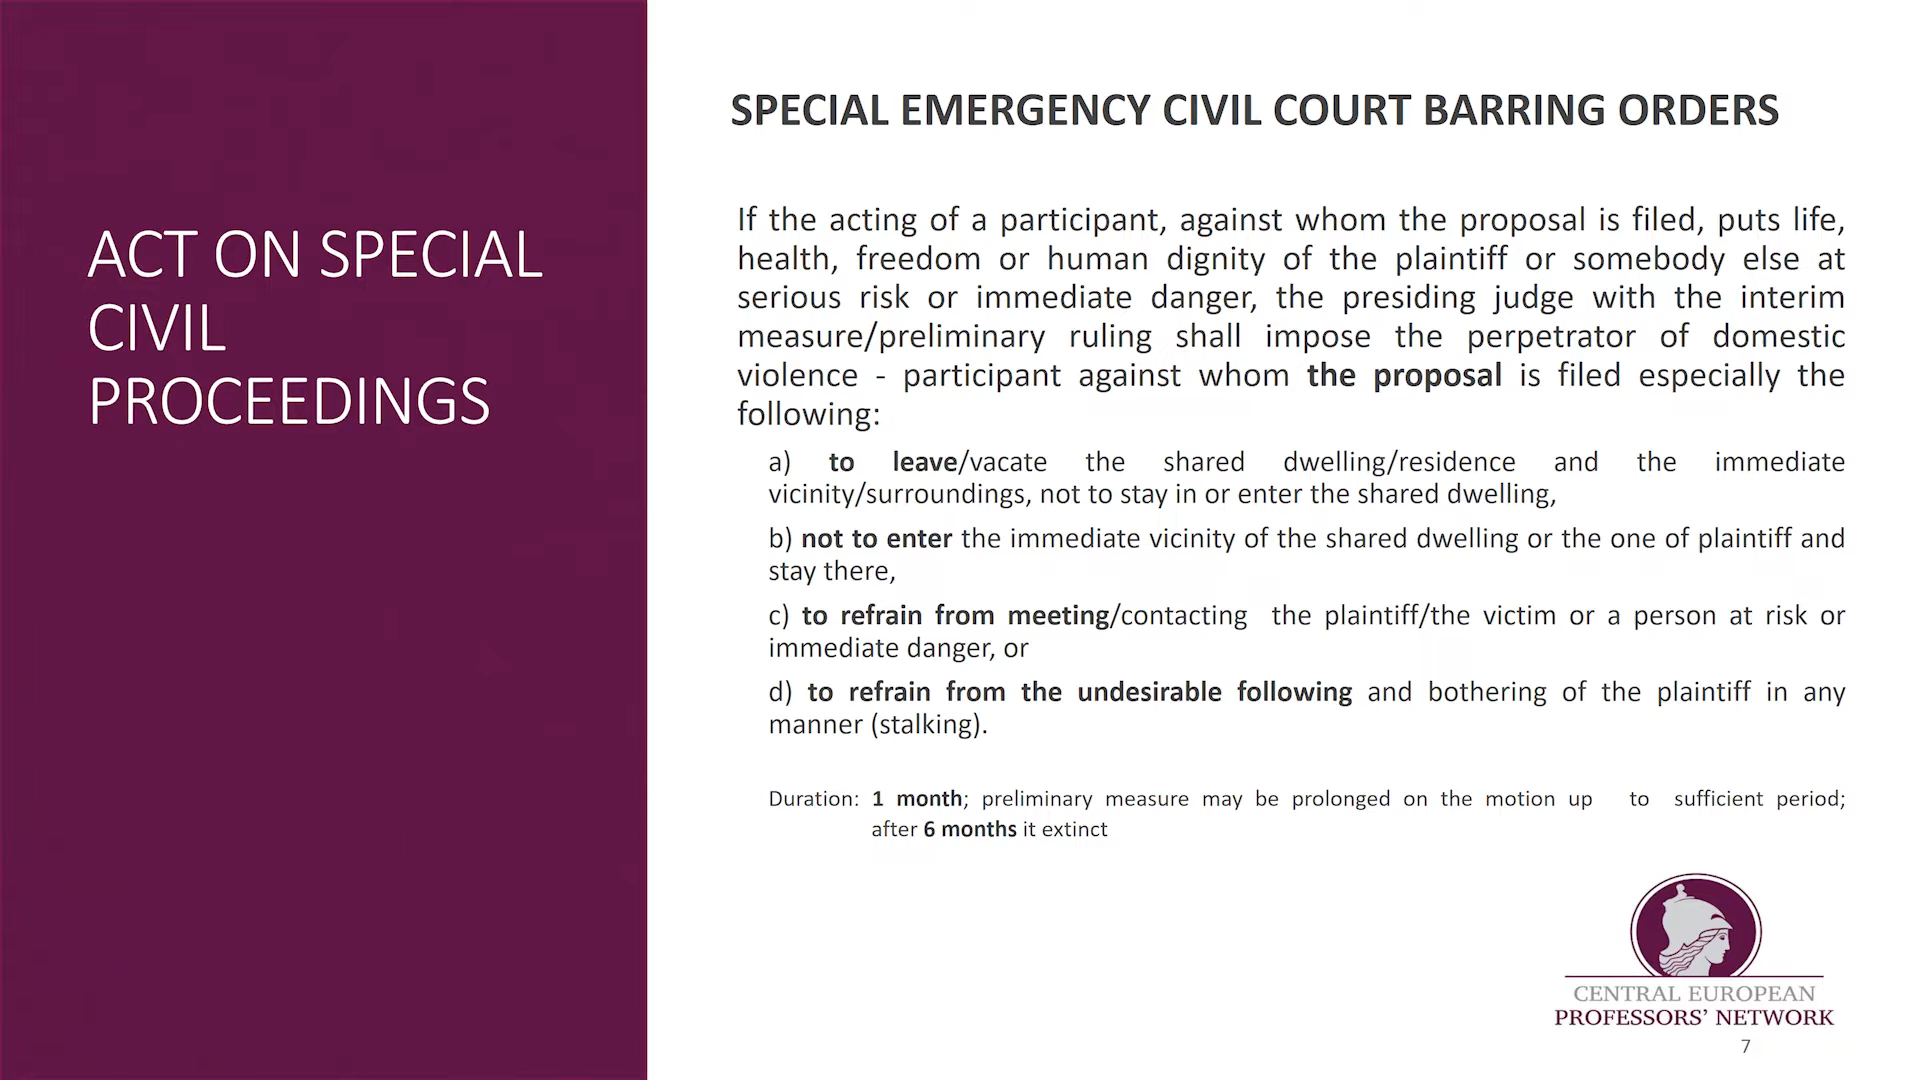 ACT ON SPECIAL
CIVIL
PROCEEDINGS
SPECIAL EMERGENCY CIVIL COURT BARRING ORDERS
If the acting of a participant, against whom the proposal is filed, puts life,
health, freedom or human dignity of the plaintiff or somebody else at
serious risk or immediate danger, the presiding judge with the interim
measure/preliminary ruling shall impose the perpetrator of domestic
violence - participant against whom the proposal is filed especially the
following:
a) to leave/vacate the shared dwelling/residence and the immediate
vicinity/surroundings, not to stay in or enter the shared dwelling,
b) not to enter the immediate vicinity of the shared dwelling or the one of plaintiff and
stay there,
c) to refrain from meeting/contacting the plaintiff/the victim or a person at risk or
immediate danger, or
d) to refrain from the undesirable following and bothering of the plaintiff in any
manner (stalking).
Duration: 1 month; preliminary measure may be prolonged on the motion up to sufficient period;
after 6 months it extinct
CENTRAL EUROPEAN
PROFESSORS' NETWORK
7